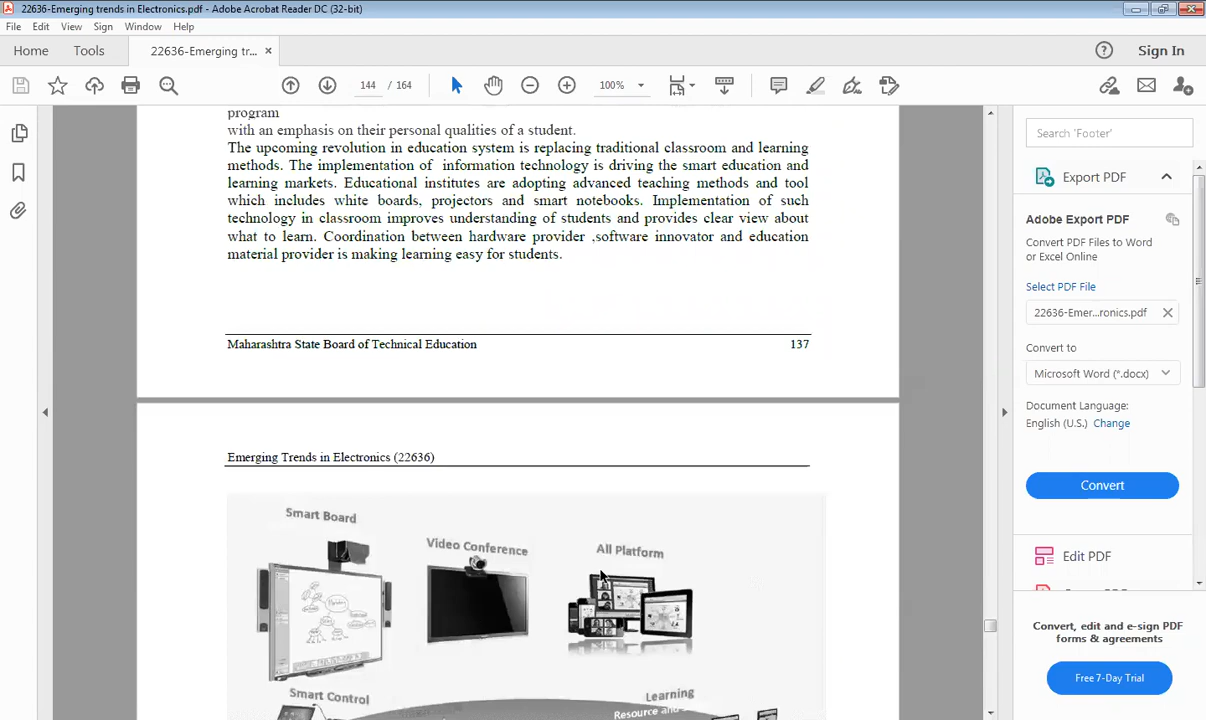 22636-Emerging trends in Electronics.pdf - Adobe Acrobat Reader DC (32-bit)
File Edit View Sign Window Help
Home Tools 22636-Emerging tr... × Sign In
144 / 164 100%
program
with an emphasis on their personal qualities of a student.
The upcoming revolution in education system is replacing traditional classroom and learning
methods. The implementation of information technology is driving the smart education and
learning markets. Educational institutes are adopting advanced teaching methods and tool
which includes white boards, projectors and smart notebooks. Implementation of such
technology in classroom improves understanding of students and provides clear view about
what to learn. Coordination between hardware provider ,software innovator and education
material provider is making learning easy for students.
Maharashtra State Board of Technical Education 137
Emerging Trends in Electronics (22636)
Smart Board
Video Conference
All Platform
Smart Control
Learning
Resource and
Search 'Footer'
Export PDF
Adobe Export PDF
Convert PDF Files to Word
or Excel Online
Select PDF File
22636-Emer...ronics.pdf
Convert to
Microsoft Word (*.docx)
Document Language:
English (U.S.) Change
Convert
Edit PDF
Convert, edit and e-sign PDF
forms & agreements
Free 7-Day Trial